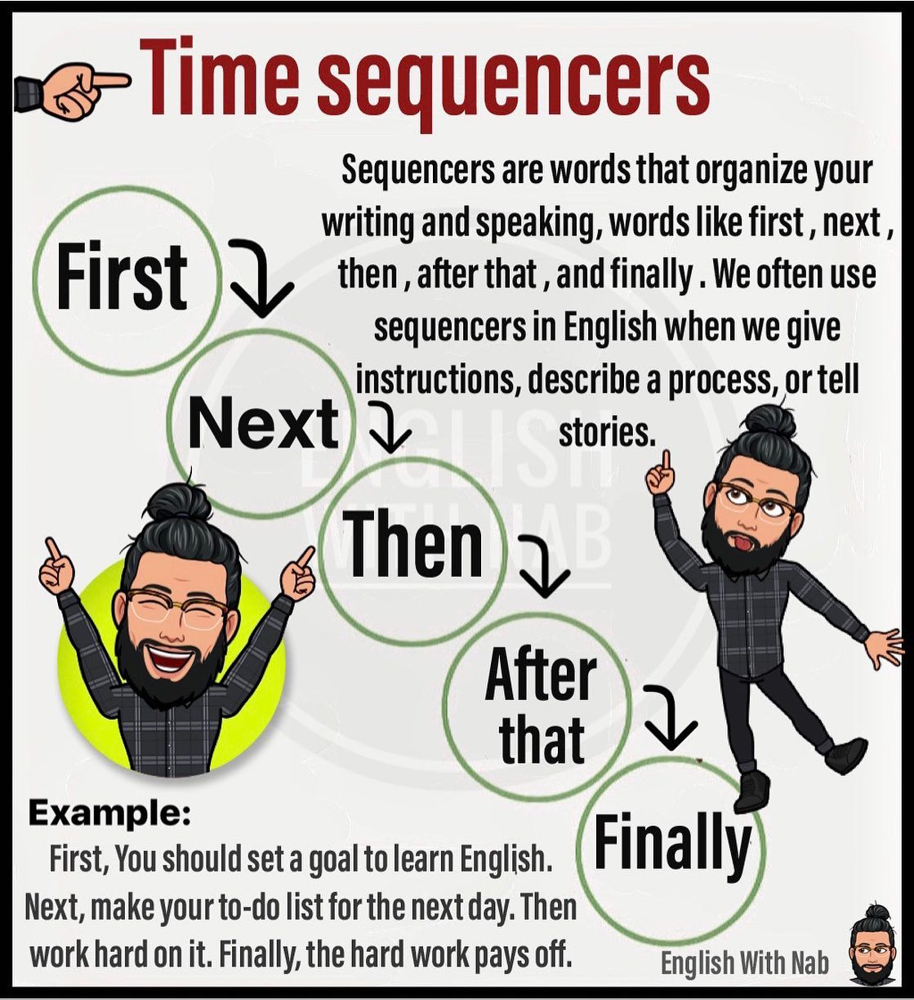 Time sequencers
Sequencers are words that organize your
writing and speaking, words like first , next ,
then , after that , and finally . We often use
sequencers in English when we give
instructions, describe a process, or tell
stories.
First
Next
Then
After
that
Finally
ENGLISH
WITH NAB
Example:
First, You should set a goal to learn English.
Next, make your to-do list for the next day. Then
work hard on it. Finally, the hard work pays off.
English With Nab